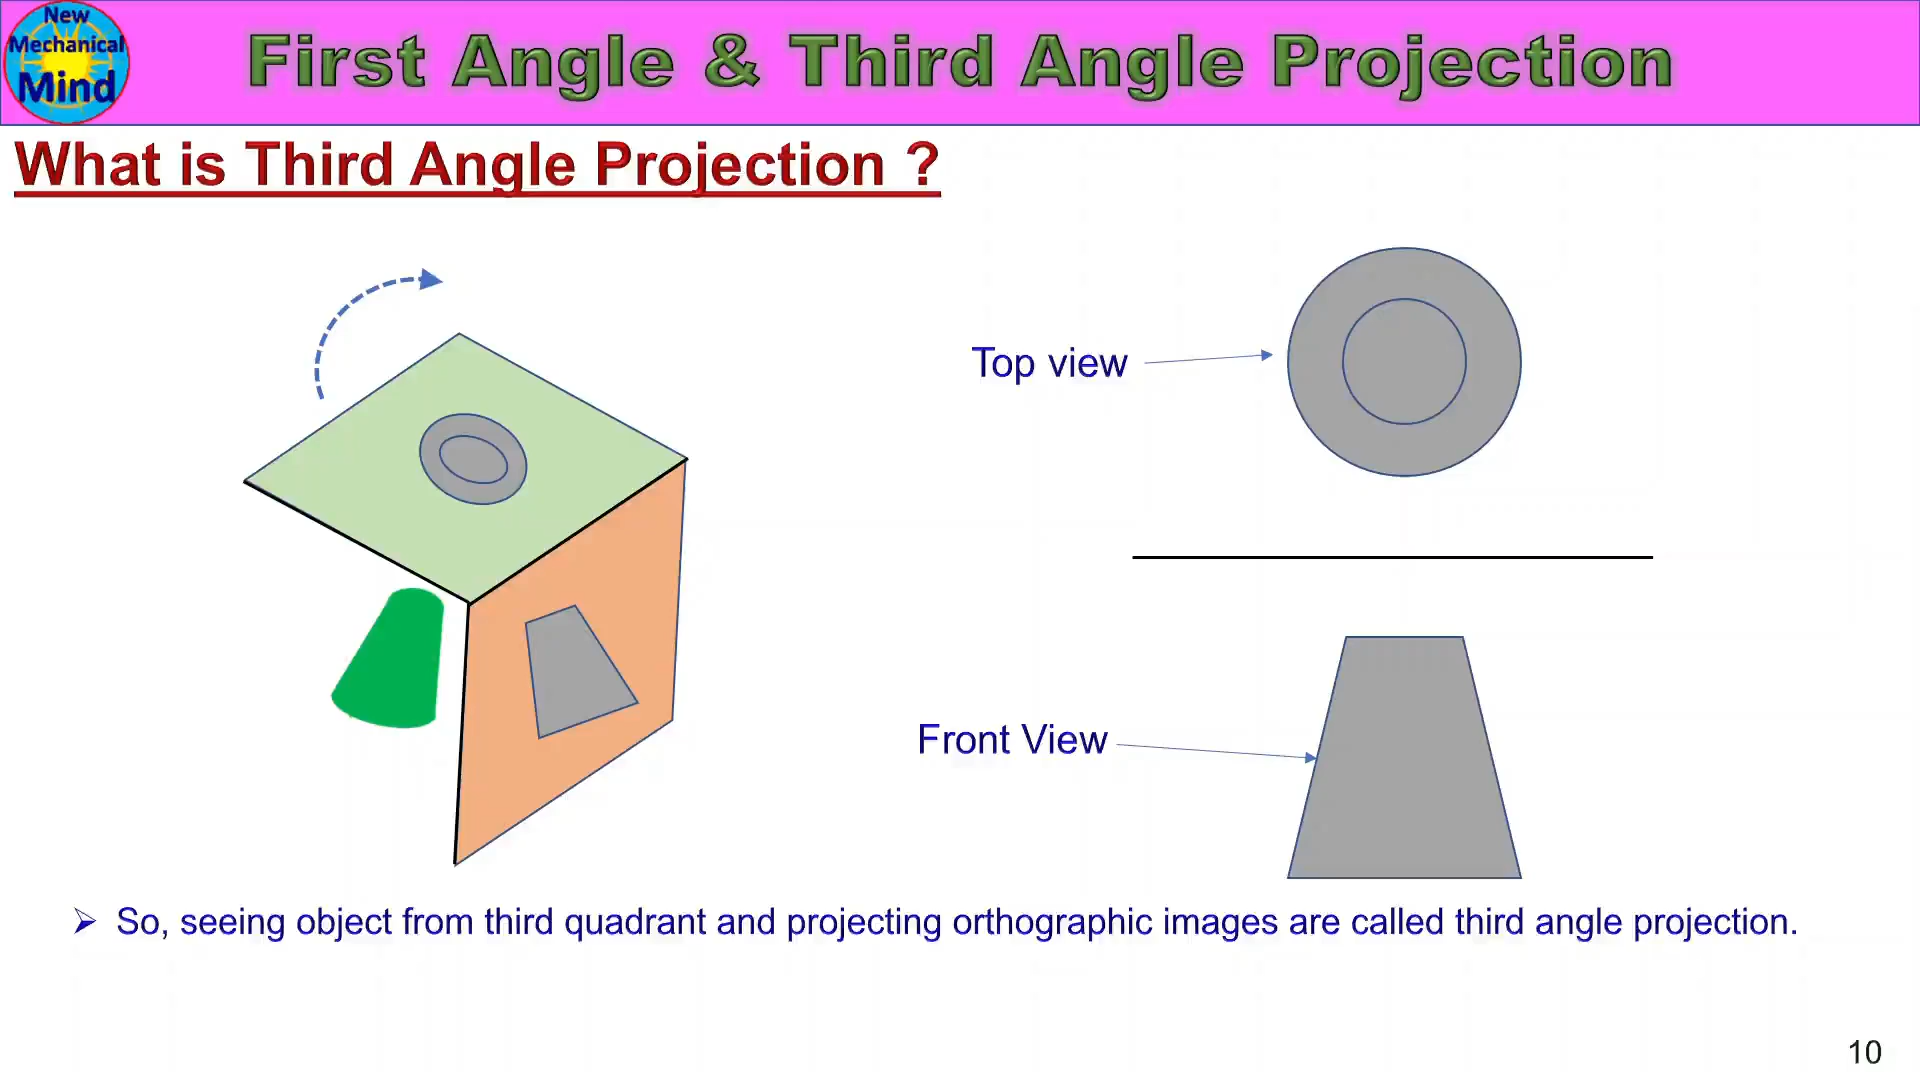 New
Mechanical
Mind
First Angle & Third Angle Projection
What is Third Angle Projection ?
Top view
Front View
So, seeing object from third quadrant and projecting orthographic images are called third angle projection.
10